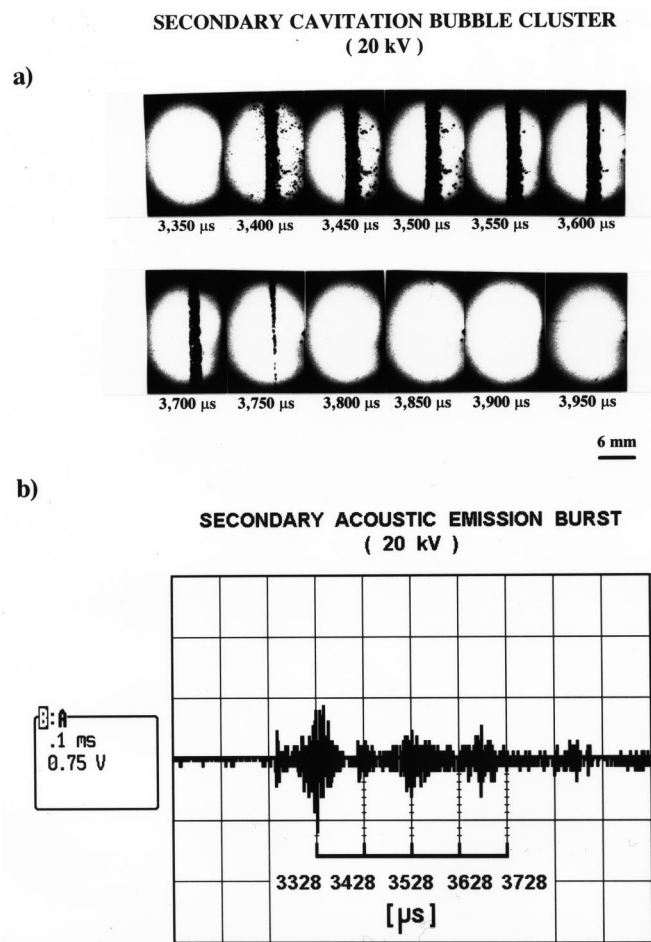 SECONDARY CAVITATION BUBBLE CLUSTER
( 20 kV )
a)
3,350 µs 3,400 µs 3,450 µs 3,500 µs 3,550 µs 3,600 µs
3,700 µs 3,750 µs 3,800 µs 3,850 µs 3,900 µs 3,950 µs
6 mm
b)
SECONDARY ACOUSTIC EMISSION BURST
( 20 kV )
B:A
.1 ms
0.75 V
3328 3428 3528 3628 3728
[µs]